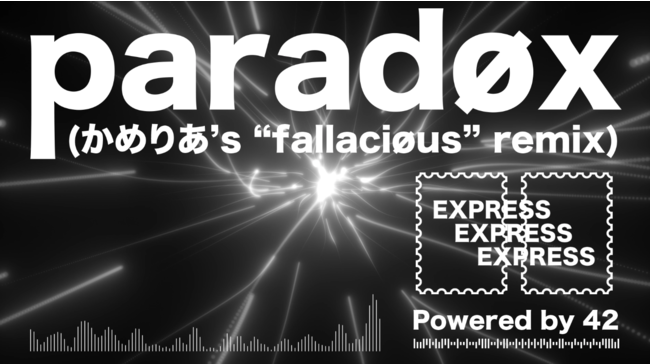 paradøx
(かめりあ’s “fallaciøus” remix)
EXPRESS
EXPRESS
EXPRESS
Powered by 42